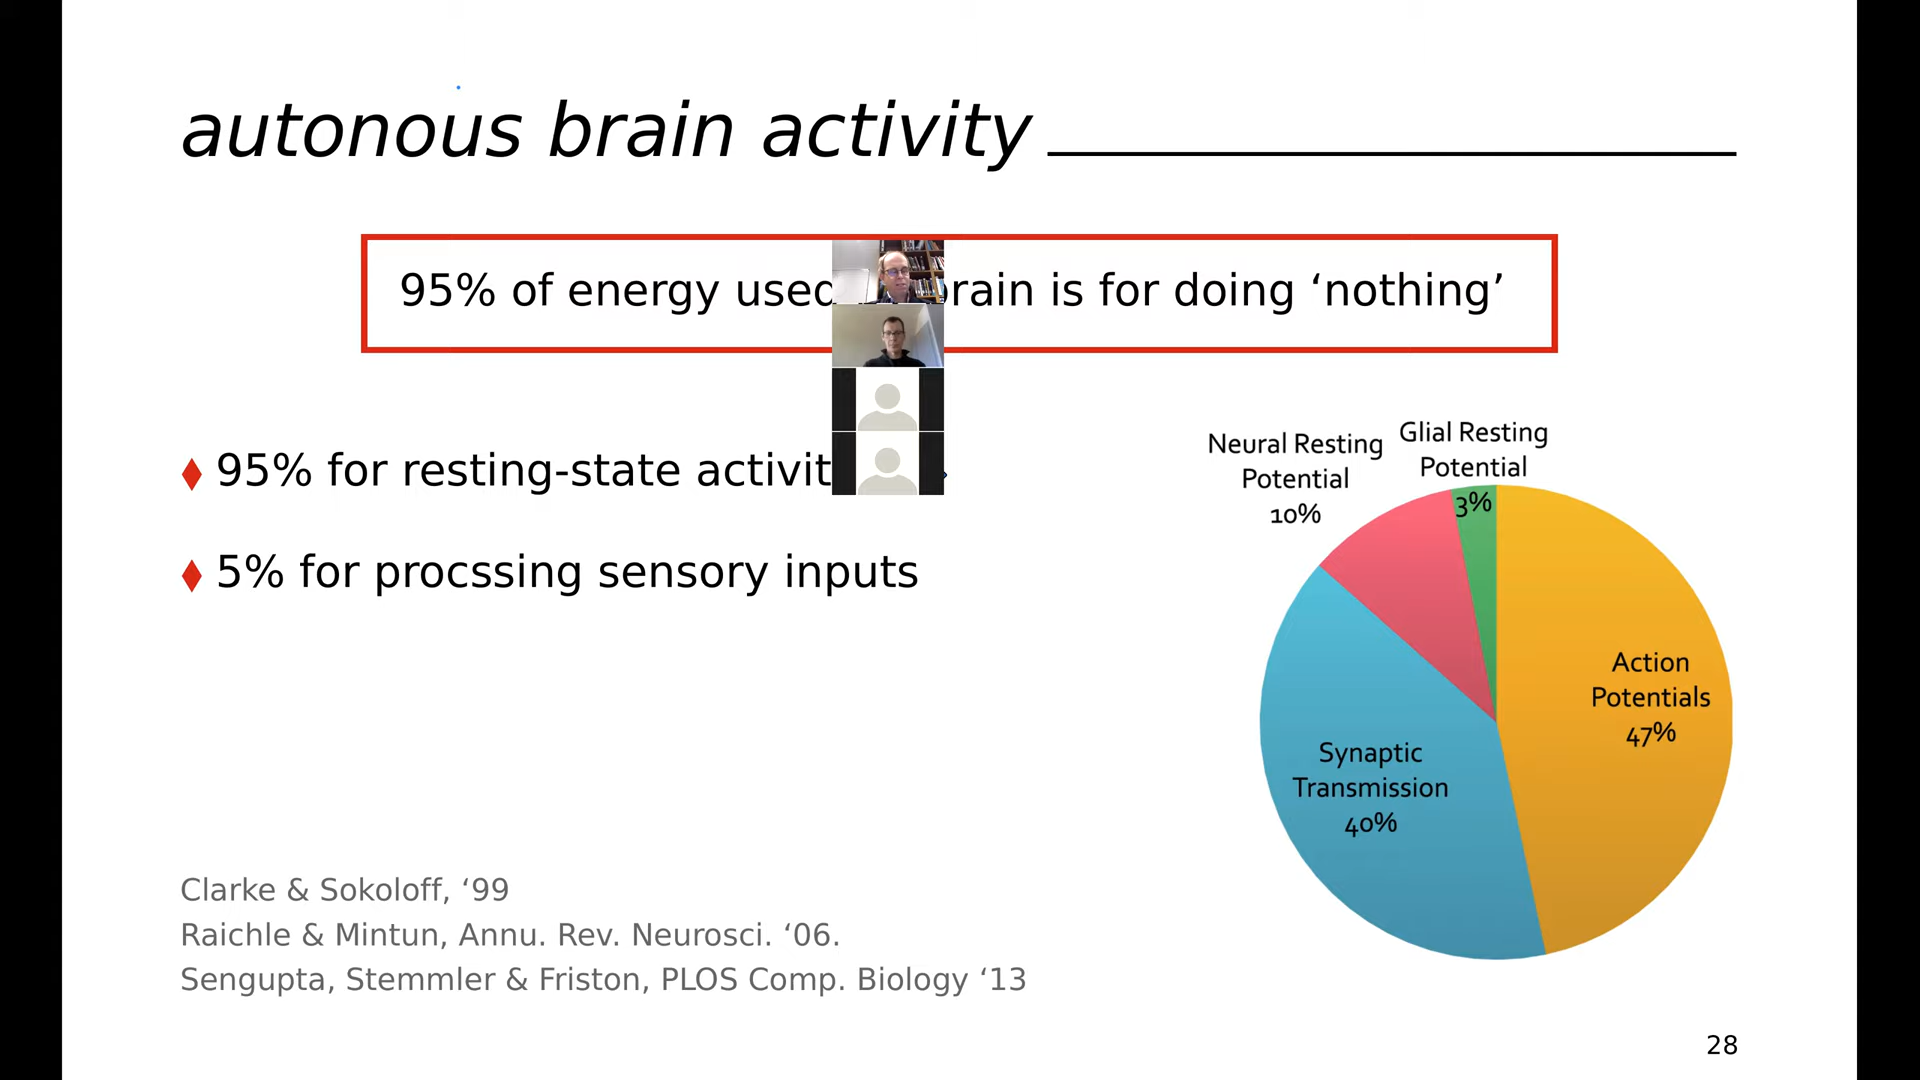 autonous brain activity
95% of energy used rain is for doing ‘nothing’
95% for resting-state activit
5% for procssing sensory inputs
Neural Resting
Potential
10%
Glial Resting
Potential
3%
Action
Potentials
47%
Synaptic
Transmission
40%
Clarke & Sokoloff, ‘99
Raichle & Mintun, Annu. Rev. Neurosci. ‘06.
Sengupta, Stemmler & Friston, PLOS Comp. Biology ‘13
28